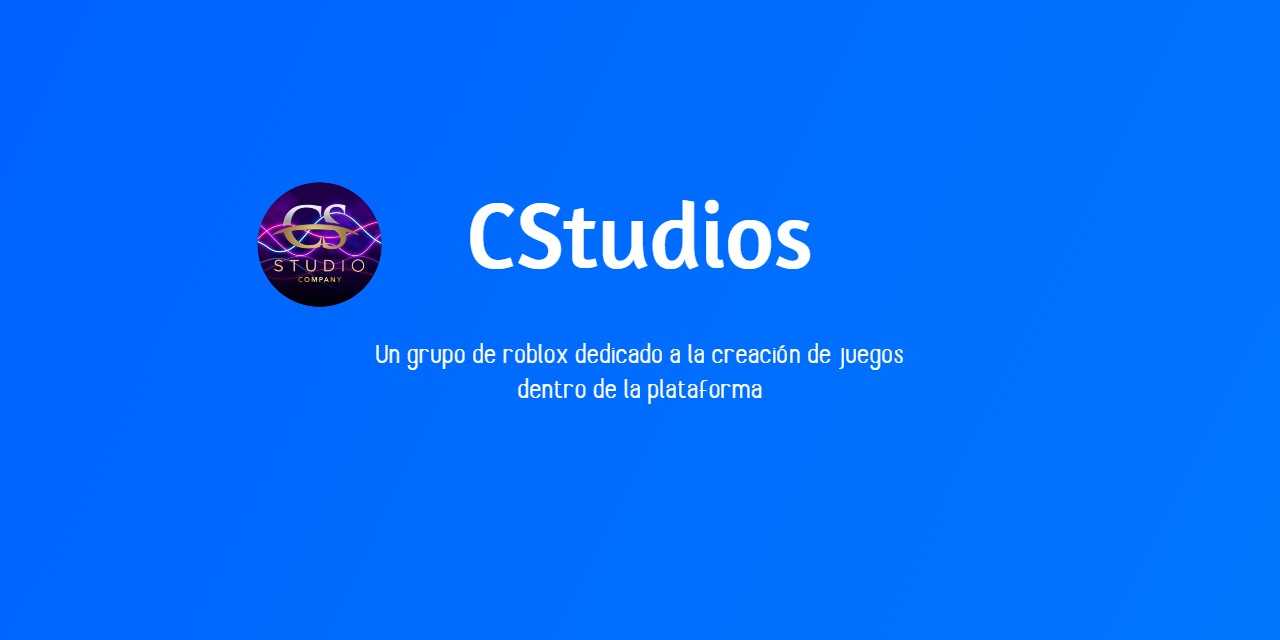 CS
STUDIO
COMPANY
CStudios
Un grupo de roblox dedicado a la creación de juegos
dentro de la plataforma